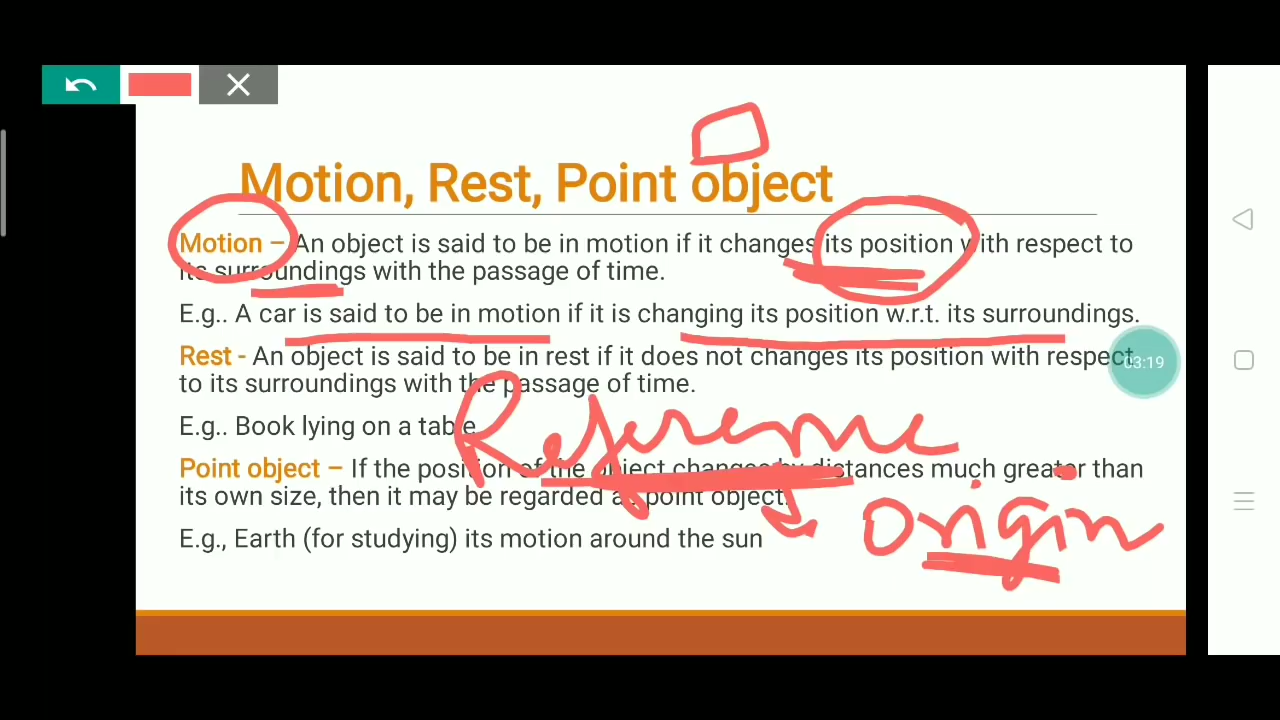 Motion, Rest, Point object
Motion – An object is said to be in motion if it changes its position with respect to
its surroundings with the passage of time.
E.g.. A car is said to be in motion if it is changing its position w.r.t. its surroundings.
Rest - An object is said to be in rest if it does not changes its position with respect
03:19
to its surroundings with the passage of time.
E.g.. Book lying on a table
Reference
Point object – If the position of the object changes by distances much greater than
its own size, then it may be regarded as point object.
origin
E.g., Earth (for studying) its motion around the sun